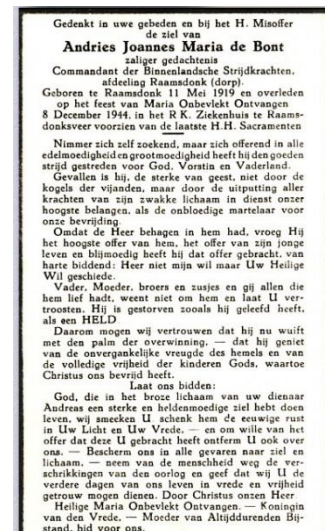 Gedenkt in uwe gebeden en bij het H. Misoffer
de ziel van
Andries Joannes Maria de Bont
zaliger gedachtenis
Commandant der Binnenlandsche Strijdkrachten,
afdeeling Raamsdonk (dorp).
Geboren te Raamsdonk 11 Mei 1919 en overleden
op het feest van Maria Onbevlekt Ontvangen
8 December 1944, in het R K. Ziekenhuis te Raams-
donksveer voorzien van de laatste H.H. Sacramenten
Nimmer zich zelf zoekend, maar zich offerend in alle
edelmoedigheid en grootmoedigheid heeft hij den goeden
strijd gestreden voor God, Vorstin en Vaderland.
Gevallen is hij, de sterke van geest, niet door de
kogels der vijanden, maar door de uitputting aller
krachten van zijn zwakke lichaam in dienst onzer
hoogste belangen, als de onbloedige martelaar voor
onze bevrijding.
Omdat de Heer behagen in hem had, vroeg Hij
het hoogste offer van hem, het offer van zijn jonge
leven en blijmoedig heeft hij dat offer gebracht, van
harte biddend: Heer niet mijn wil maar Uw Heilige
Wil geschiede.
Vader, Moeder, broers en zusjes en gij allen die
hem lief hadt, weent niet om hem en laat U ver-
troosten. Hij is gestorven zooals hij geleefd heeft,
als een HELD
Daarom mogen wij vertrouwen dat hij nu wuift
met den palm der overwinning, — dat hij geniet
van de onvergankelijke vreugde des hemels en van
de volledige vrijheid der kinderen Gods, waartoe
Christus ons bevrijd heeft.
Laat ons bidden:
God, die in het broze lichaam van uw dienaar
Andreas een sterke en heldenmoedige ziel hebt doen
leven, wij smeeken U schenk hem de eeuwige rust
in Uw Licht en Uw Vrede, — en om wille van het
offer dat deze U gebracht heeft ontferm U ook over
ons, — Bescherm ons in alle gevaren naar ziel en
lichaam, — neem van de menschheid weg de ver-
schrikkingen van den oorlog en geef dat wij U de
verdere dagen van ons leven in vrede en vrijheid
getrouw mogen dienen. Door Christus onzen Heer
Heilige Maria Onbevlekt Ontvangen, — Koningin
van den Vrede, — Moeder van Altijddurenden Bij-
stand, bid voor ons.